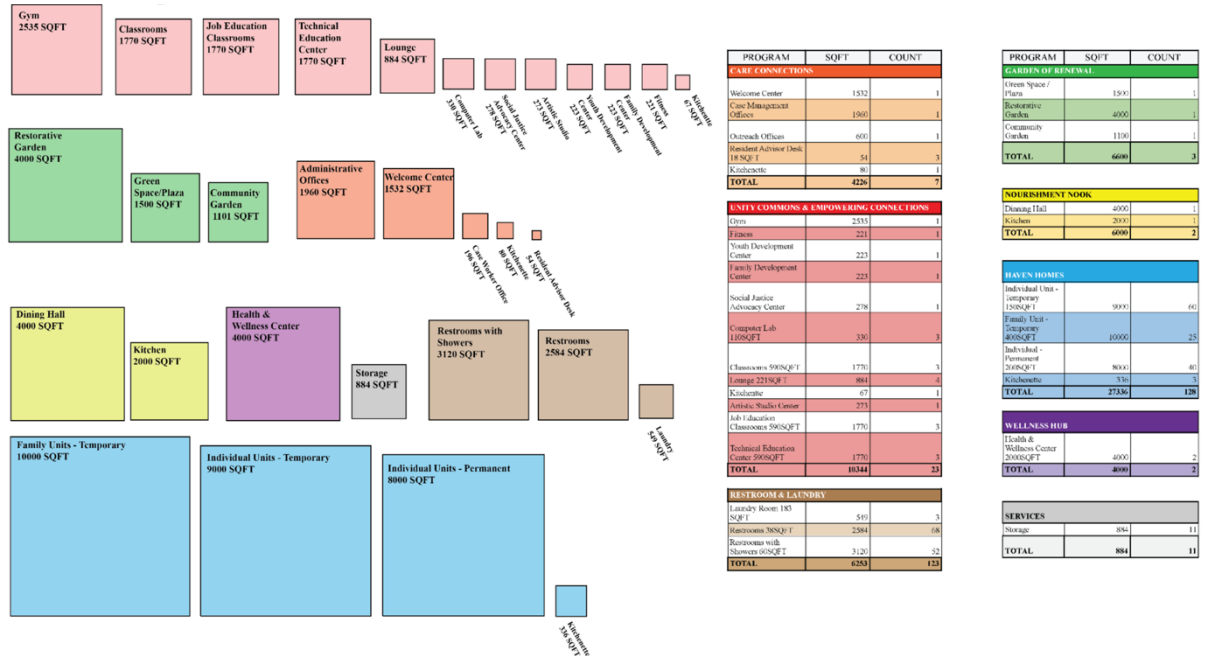 Gym
2535 SQFT
Classrooms
1770 SQFT
Job Education
Classrooms
1770 SQFT
Technical
Education
Center
1770 SQFT
Lounge
884 SQFT
Computer Lab
330 SQFT
Social Justice
Advocacy Center
278 SQFT
Artistic Studio
273 SQFT
Youth Development
Center
223 SQFT
Family Development
Center
223 SQFT
Fitness
221 SQFT
Kitchenette
67 SQFT
Restorative
Garden
4000 SQFT
Green
Space/Plaza
1500 SQFT
Community
Garden
1101 SQFT
Administrative
Offices
1960 SQFT
Welcome Center
1532 SQFT
Case Worker Office
196 SQFT
Kitchenette
80 SQFT
Resident Advisor Desk
54 SQFT
Dining Hall
4000 SQFT
Kitchen
2000 SQFT
Health &
Wellness Center
4000 SQFT
Storage
884 SQFT
Restrooms with
Showers
3120 SQFT
Restrooms
2584 SQFT
Laundry
549 SQFT
Family Units - Temporary
10000 SQFT
Individual Units - Temporary
9000 SQFT
Individual Units - Permanent
8000 SQFT
Kitchenette
336 SQFT
PROGRAM SQFT COUNT
CARE CONNECTIONS
Welcome Center 1532 1
Case Management
Offices 1960 1
Outreach Offices 600 1
Resident Advisor Desk
18 SQFT 54 3
Kitchenette 80 1
TOTAL 4226 7
UNITY COMMONS & EMPOWERING CONNECTIONS
Gym 2535 1
Fitness 221 1
Youth Development
Center 223 1
Family Development
Center 223 1
Social Justice
Advocacy Center 278 1
Computer Lab
110SQFT 330 3
Classrooms 590SQFT 1770 3
Lounge 221SQFT 884 4
Kitchenette 67 1
Artistic Studio Center 273 1
Job Education
Classrooms 590SQFT 1770 3
Technical Education
Center 590SQFT 1770 3
TOTAL 10344 23
RESTROOM & LAUNDRY
Laundry Room 183
SQFT 549 3
Restrooms 38SQFT 2584 68
Restrooms with
Showers 60SQFT 3120 52
TOTAL 6253 123
PROGRAM SQFT COUNT
GARDEN OF RENEWAL
Green Space /
Plaza 1500 1
Restorative
Garden 4000 1
Community
Garden 1100 1
TOTAL 6600 3
NOURISHMENT NOOK
Dinning Hall 4000 1
Kitchen 2000 1
TOTAL 6000 2
HAVEN HOMES
Individual Unit -
Temporary
150SQFT 9000 60
Family Unit -
Temporary
400SQFT 10000 25
Individual -
Permanent
200SQFT 8000 40
Kitchenette 336 3
TOTAL 27336 128
WELLNESS HUB
Health &
Wellness Center
2000SQFT 4000 2
TOTAL 4000 2
SERVICES
Storage 884 11
TOTAL 884 11